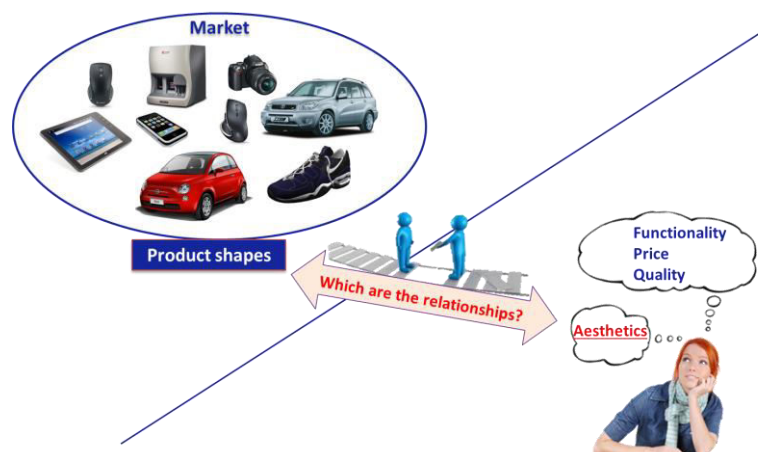 Market
Product shapes
Which are the relationships?
Functionality
Price
Quality
Aesthetics